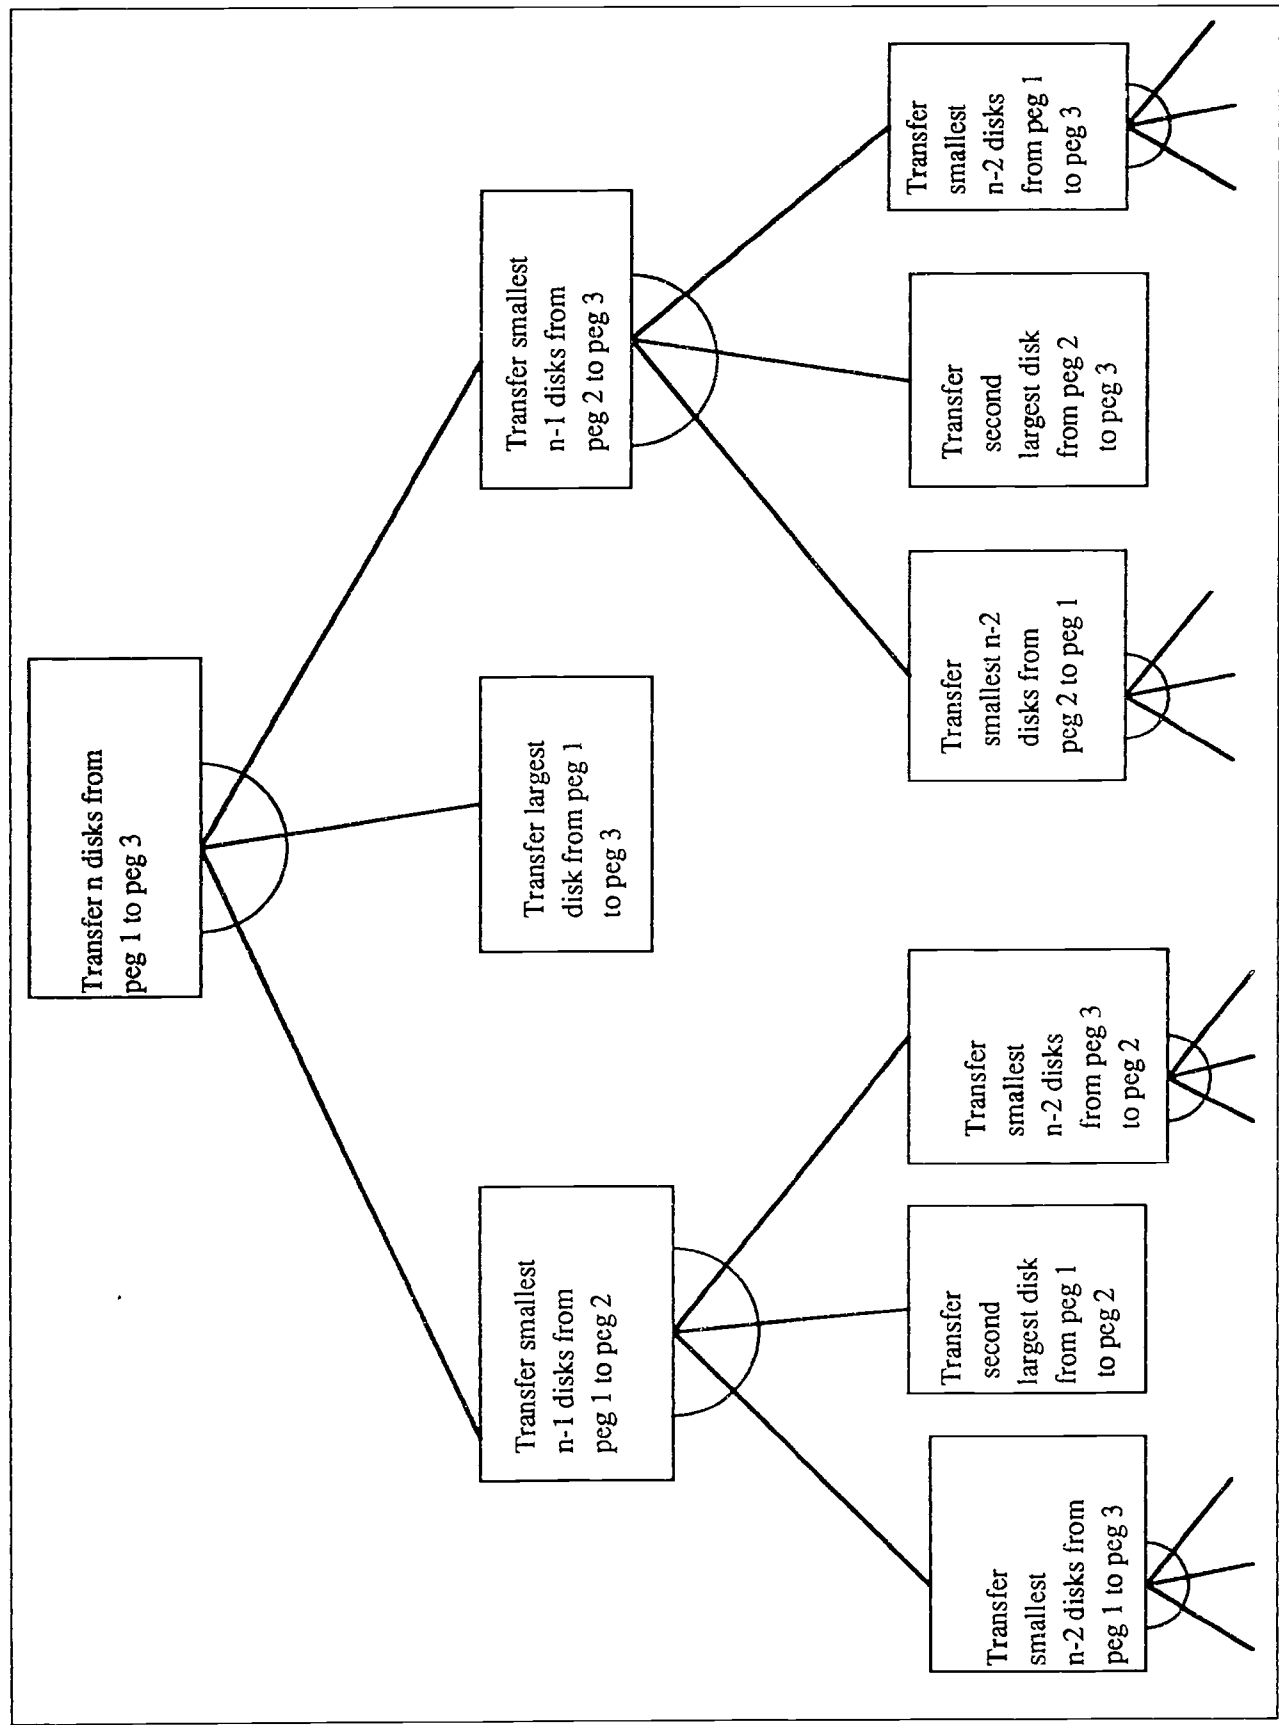 Transfer n disks from
peg 1 to peg 3
Transfer smallest
n-1 disks from
peg 1 to peg 2
Transfer largest
disk from peg 1
to peg 3
Transfer smallest
n-1 disks from
peg 2 to peg 3
Transfer
smallest
n-2 disks from
peg 1 to peg 3
Transfer
second
largest disk
from peg 1
to peg 2
Transfer
smallest
n-2 disks
from peg 3
to peg 2
Transfer
smallest n-2
disks from
peg 2 to peg 1
Transfer
second
largest disk
from peg 2
to peg 3
Transfer
smallest
n-2 disks
from peg 1
to peg 3